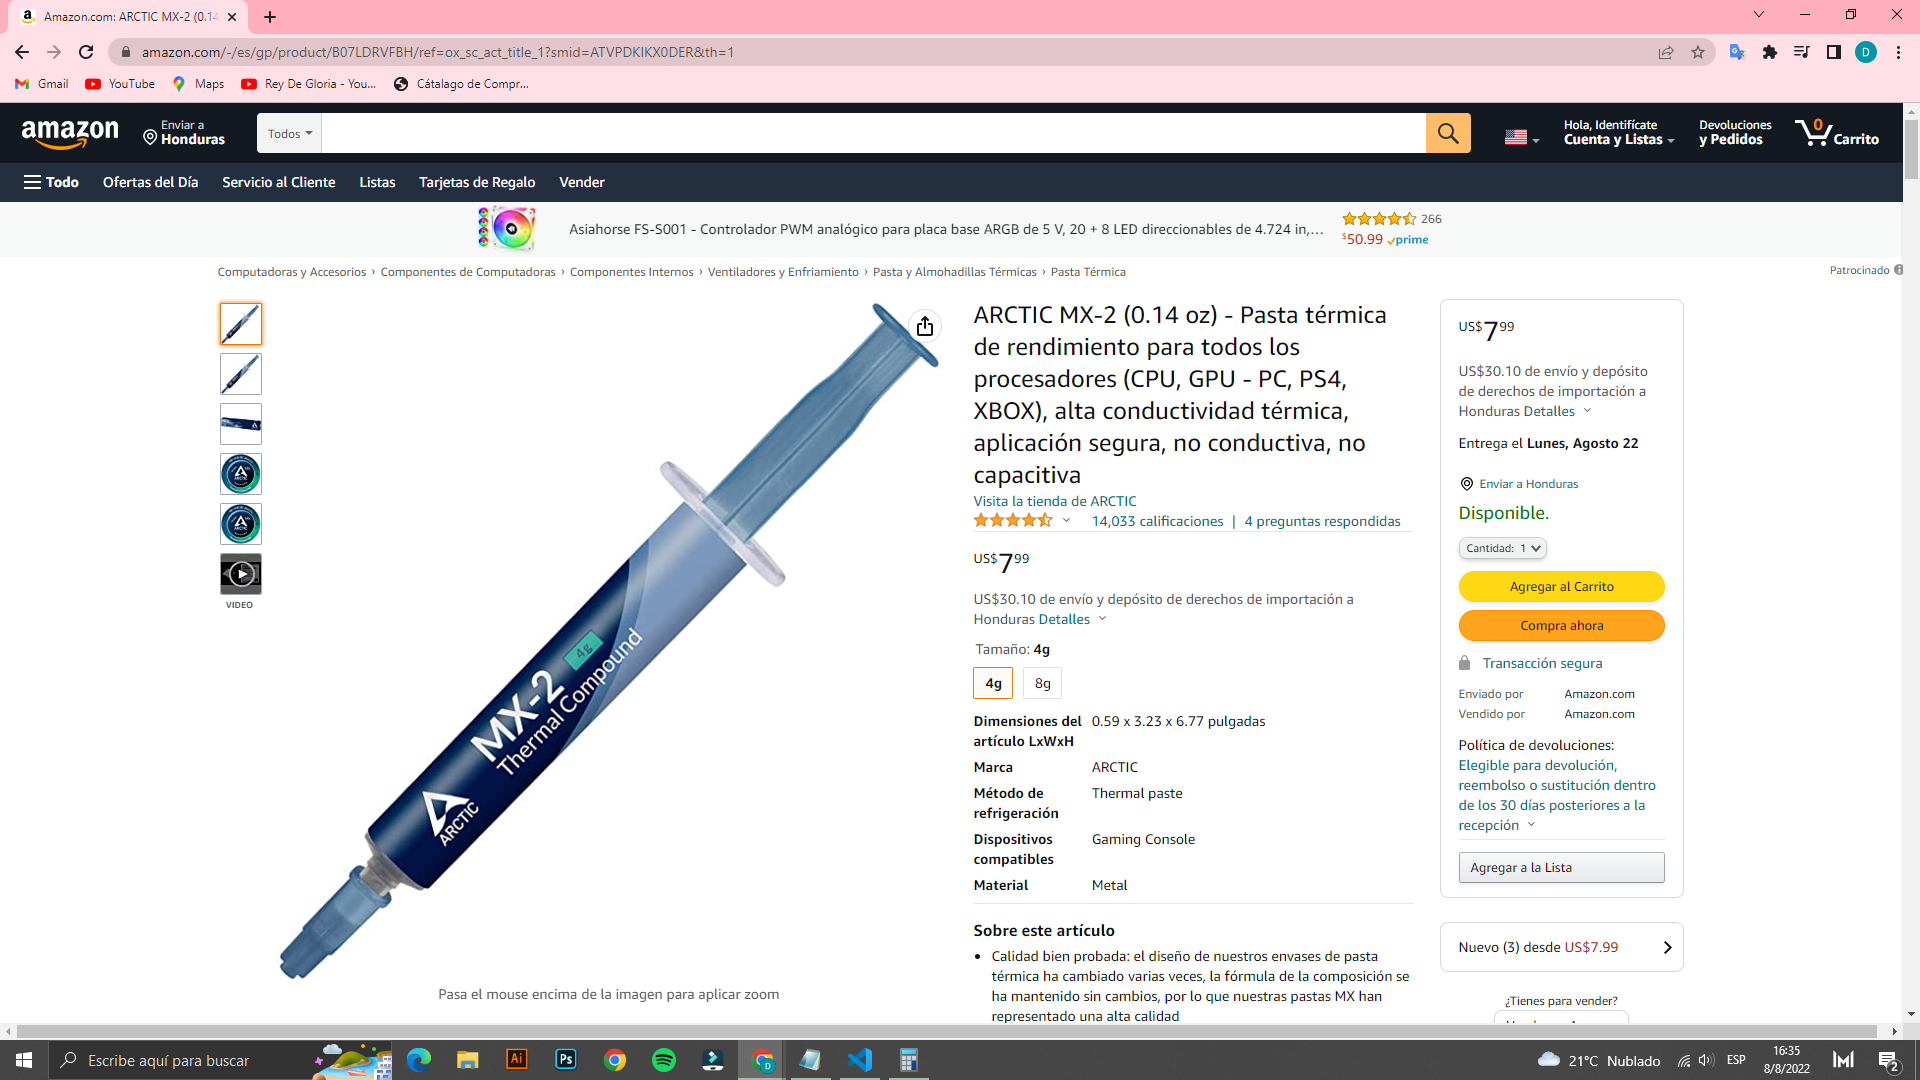 Amazon.com: ARCTIC MX-2 (0.14
amazon.com/-/es/gp/product/B07LDRVFBH/ref=ox_sc_act_title_1?smid=ATVPDKIKX0DER&th=1
D
Gmail
YouTube
Maps
Rey De Gloria - You...
Cátalago de Compr...
amazon
Enviar a
Honduras
Todos
Hola, Identifícate
Cuenta y Listas
Devoluciones
y Pedidos
0
Carrito
Todo
Ofertas del Día
Servicio al Cliente
Listas
Tarjetas de Regalo
Vender
Asiahorse FS-S001 - Controlador PWM analógico para placa base ARGB de 5 V, 20 + 8 LED direccionables de 4.724 in,...
266
$50.99 prime
Computadoras y Accesorios › Componentes de Computadoras › Componentes Internos › Ventiladores y Enfriamiento › Pasta y Almohadillas Térmicas › Pasta Térmica
Patrocinado
VIDEO
MX-2
4g
Thermal Compound
ARCTIC
Pasa el mouse encima de la imagen para aplicar zoom
ARCTIC MX-2 (0.14 oz) - Pasta térmica
de rendimiento para todos los
procesadores (CPU, GPU - PC, PS4,
XBOX), alta conductividad térmica,
aplicación segura, no conductiva, no
capacitiva
Visita la tienda de ARCTIC
14,033 calificaciones | 4 preguntas respondidas
US$7.99
US$30.10 de envío y depósito de derechos de importación a
Honduras Detalles
Tamaño: 4g
4g
8g
Dimensiones del artículo LxWxH
0.59 x 3.23 x 6.77 pulgadas
Marca
ARCTIC
Método de refrigeración
Thermal paste
Dispositivos compatibles
Gaming Console
Material
Metal
Sobre este artículo
• Calidad bien probada: el diseño de nuestros envases de pasta
térmica ha cambiado varias veces, la fórmula de la composición se
ha mantenido sin cambios, por lo que nuestras pastas MX han
representado una alta calidad
US$7 99
US$30.10 de envío y depósito
de derechos de importación a
Honduras Detalles
Entrega el Lunes, Agosto 22
Enviar a Honduras
Disponible.
Cantidad: 1
Agregar al Carrito
Compra ahora
Transacción segura
Enviado por Amazon.com
Vendido por Amazon.com
Política de devoluciones:
Elegible para devolución,
reembolso o sustitución dentro
de los 30 días posteriores a la
recepción
Agregar a la Lista
Nuevo (3) desde US$7.99
¿Tienes para vender?
Escribe aquí para buscar
Ai
Ps
D
21°C Nublado
ESP
16:35
8/8/2022
2